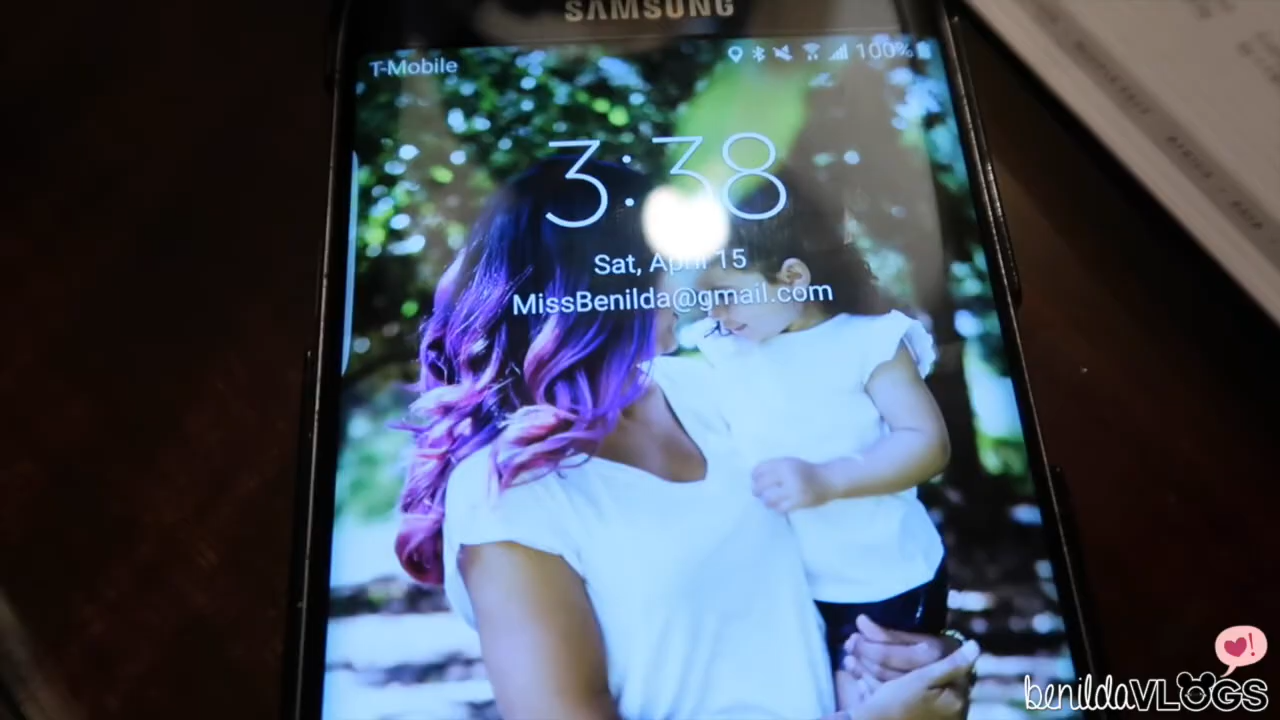 SAMSUNG
T-Mobile
100%
3:38
Sat, April 15
MissBenilda@gmail.com
benildaVLOGS